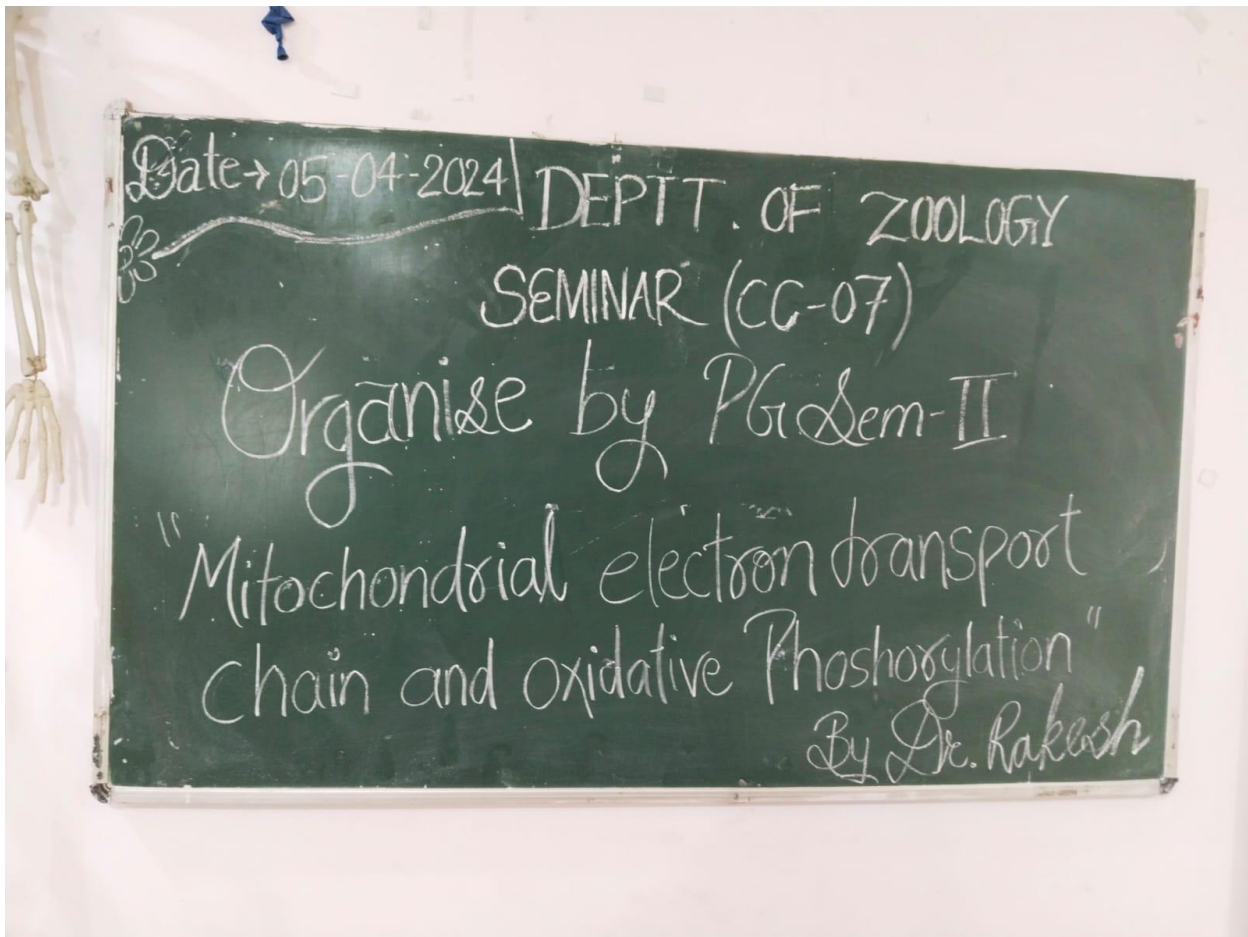 Date→ 05-04-2024
DEPTT. OF ZOOLOGY
SEMINAR (CC-07)
Organise by PG Sem-II
"Mitochondrial electron transport
chain and oxidative Phoshorylation"
By Dr. Rakesh